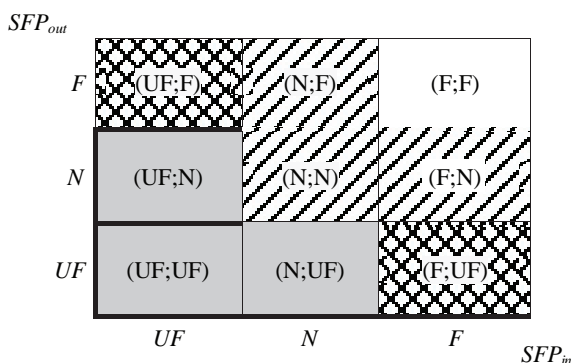 SFPout
F (UF;F) (N;F) (F;F)
N (UF;N) (N;N) (F;N)
UF (UF;UF) (N;UF) (F;UF)
UF N F
SFPin